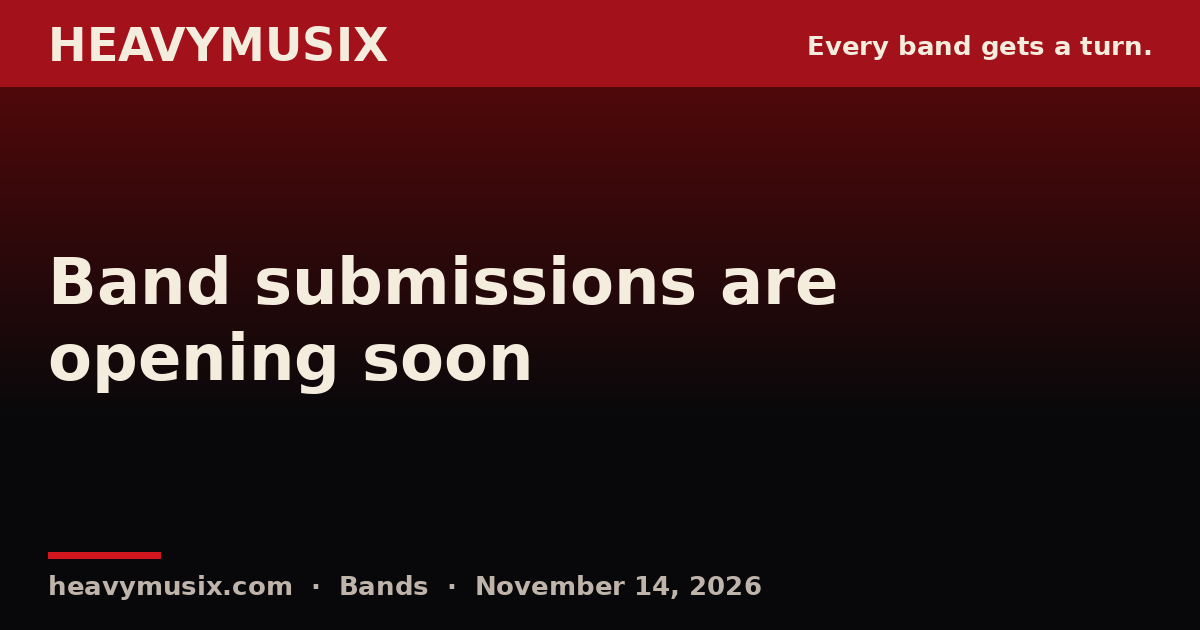 HEAVYMUSIX
Every band gets a turn.
Band submissions are
opening soon
heavymusix.com · Bands · November 14, 2026